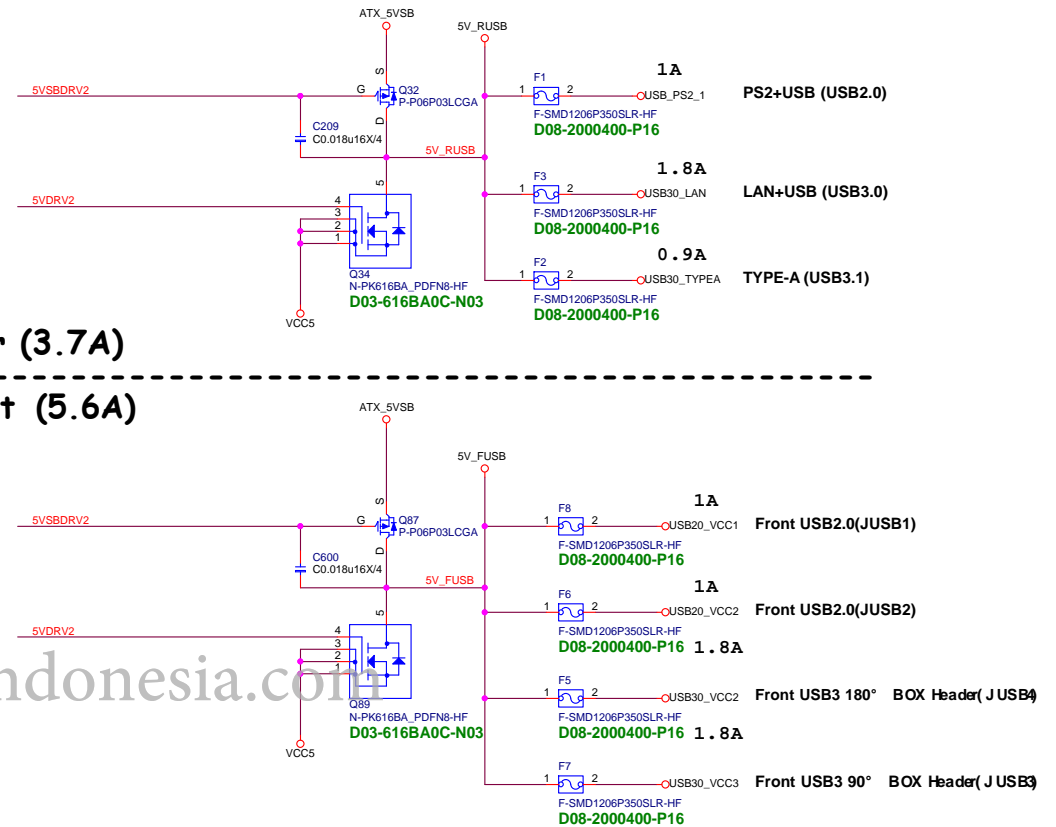 ATX_5VSB
5V_RUSB
5VSBDRV2
G
S
D
Q32
P-P06P03LCGA
C209
C0.018u16X/4
5V_RUSB
5VDRV2
5
4
3
2
1
Q34
N-PK616BA_PDFN8-HF
D03-616BA0C-N03
VCC5
1A
F1
1
2
USB_PS2_1
PS2+USB (USB2.0)
F-SMD1206P350SLR-HF
D08-2000400-P16
1.8A
F3
1
2
USB30_LAN
LAN+USB (USB3.0)
F-SMD1206P350SLR-HF
D08-2000400-P16
0.9A
F2
1
2
USB30_TYPEA
TYPE-A (USB3.1)
F-SMD1206P350SLR-HF
D08-2000400-P16
r (3.7A)
t (5.6A)
ATX_5VSB
5V_FUSB
5VSBDRV2
G
S
D
Q87
P-P06P03LCGA
C600
C0.018u16X/4
5V_FUSB
5VDRV2
5
4
3
2
1
Q89
N-PK616BA_PDFN8-HF
D03-616BA0C-N03
VCC5
1A
F8
1
2
USB20_VCC1
Front USB2.0(JUSB1)
F-SMD1206P350SLR-HF
D08-2000400-P16
1A
F6
1
2
USB20_VCC2
Front USB2.0(JUSB2)
F-SMD1206P350SLR-HF
D08-2000400-P16
1.8A
F5
1
2
USB30_VCC2
Front USB3 180° BOX Header(JUSB4)
F-SMD1206P350SLR-HF
D08-2000400-P16
1.8A
F7
1
2
USB30_VCC3
Front USB3 90° BOX Header(JUSB3)
F-SMD1206P350SLR-HF
D08-2000400-P16
ndonesia.com